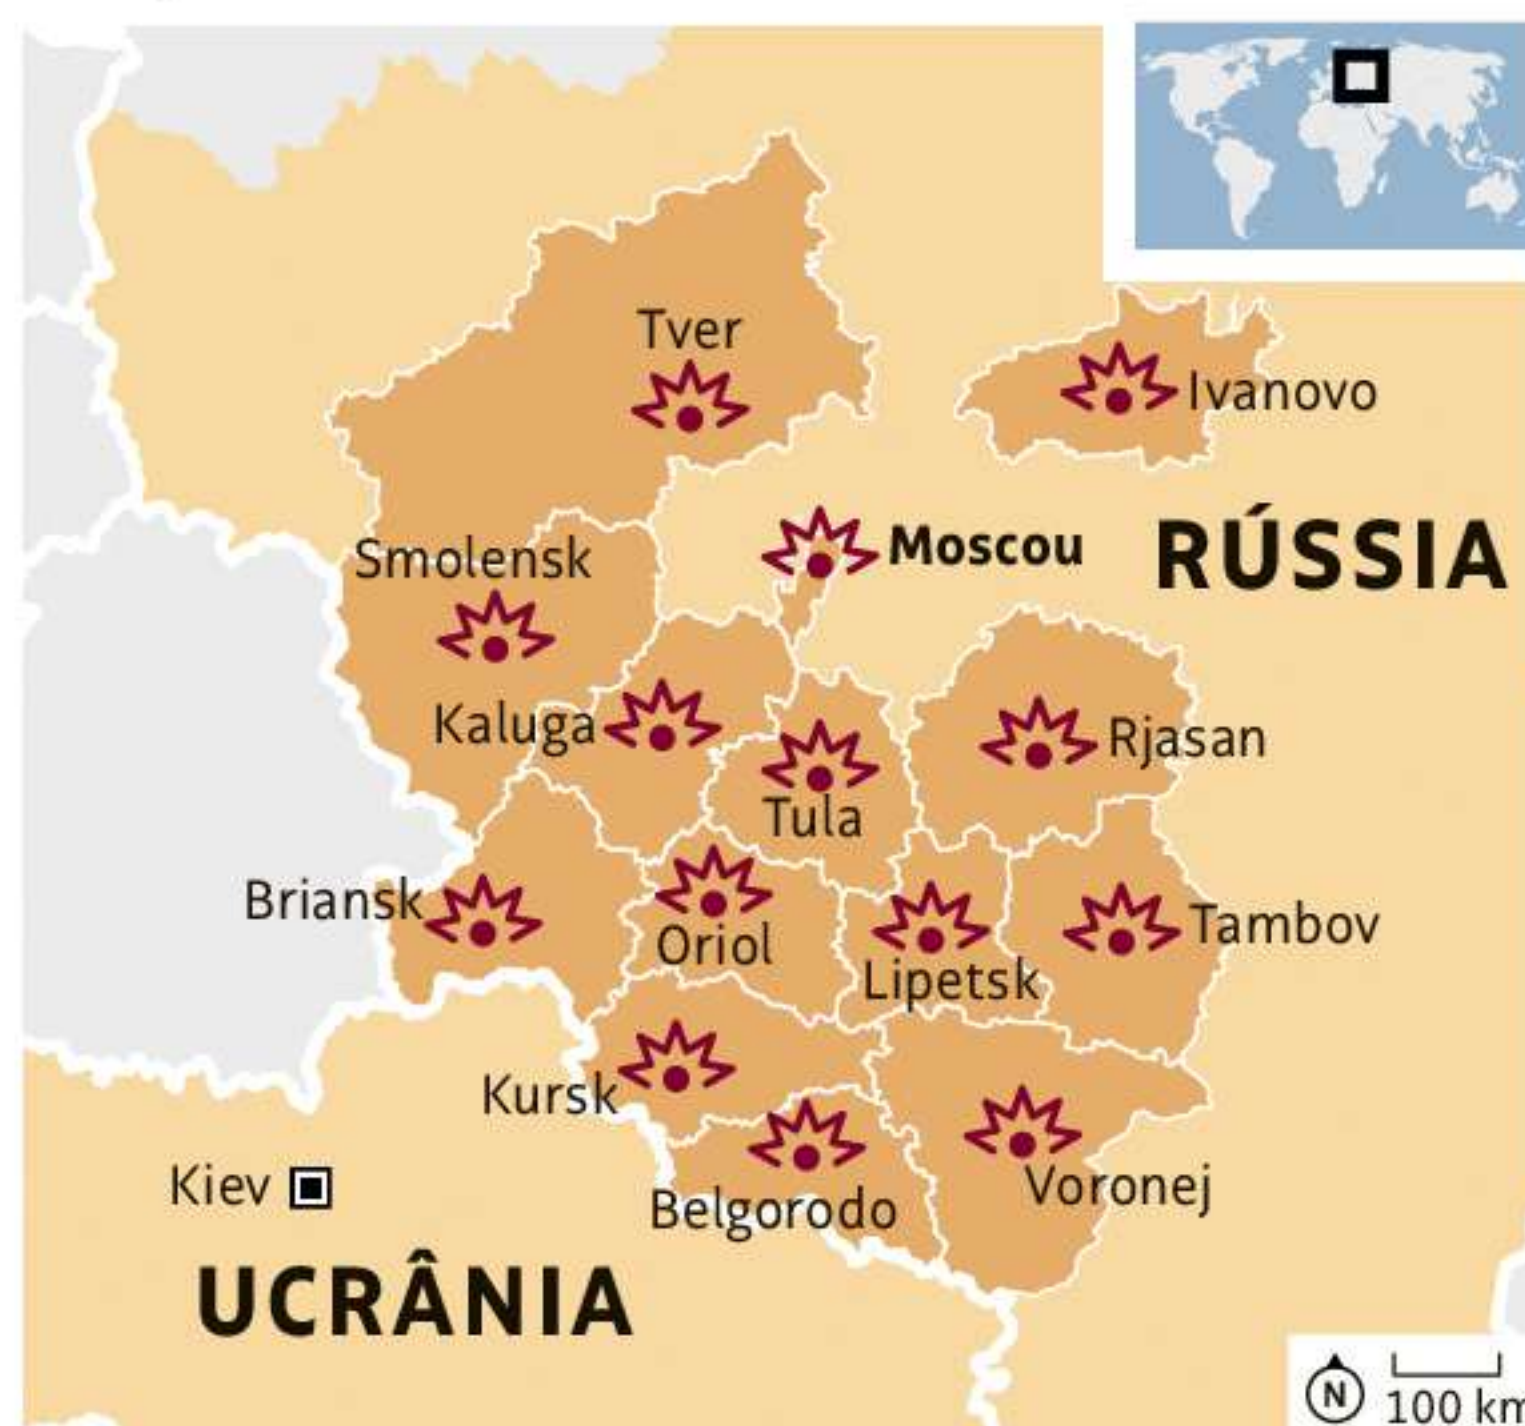 Tver
Ivanovo
Moscou
RÚSSIA
Smolensk
Kaluga
Rjasan
Tula
Briansk
Oriol
Tambov
Lipetsk
Kursk
Voronej
Kiev
Belgorodo
UCRÂNIA
N
100 km